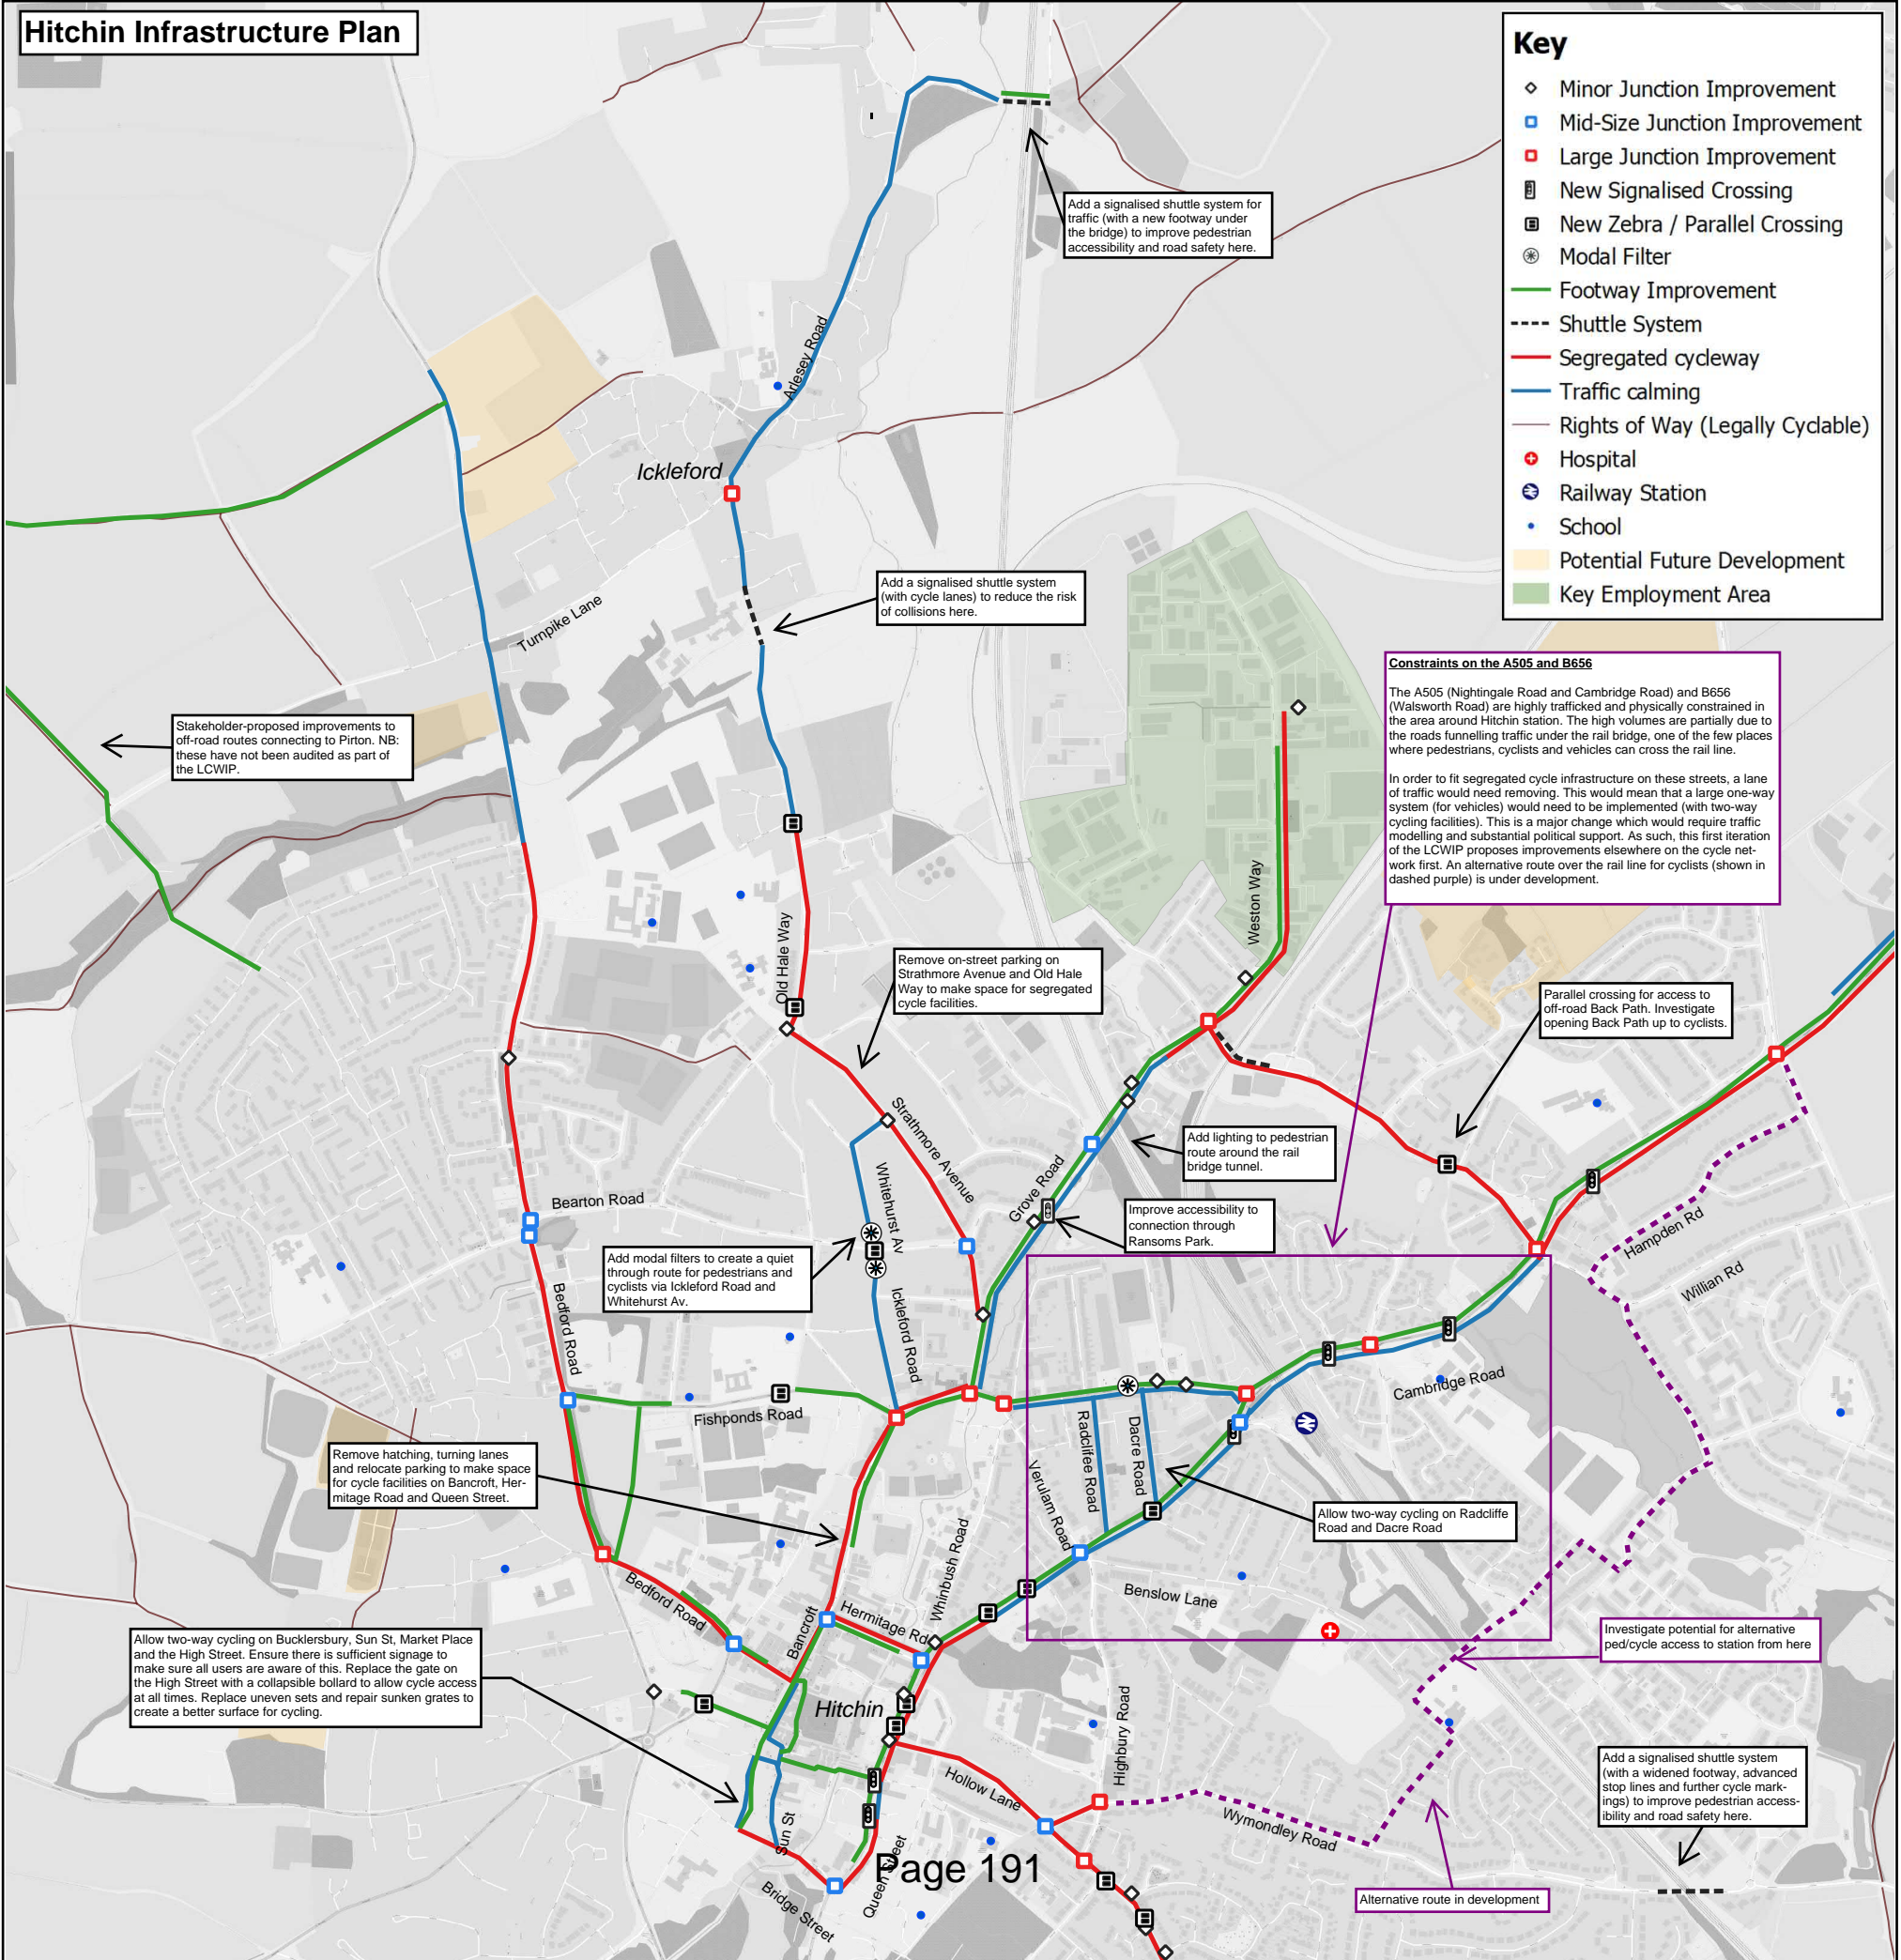 Hitchin Infrastructure Plan
Key
Minor Junction Improvement
Mid-Size Junction Improvement
Large Junction Improvement
New Signalised Crossing
New Zebra / Parallel Crossing
Modal Filter
Footway Improvement
Shuttle System
Segregated cycleway
Traffic calming
Rights of Way (Legally Cyclable)
Hospital
Railway Station
School
Potential Future Development
Key Employment Area
Add a signalised shuttle system for
traffic (with a new footway under
the bridge) to improve pedestrian
accessibility and road safety here.
Arlesey Road
Ickleford
Add a signalised shuttle system
(with cycle lanes) to reduce the risk
of collisions here.
Turnpike Lane
Constraints on the A505 and B656
The A505 (Nightingale Road and Cambridge Road) and B656
(Walsworth Road) are highly trafficked and physically constrained in
the area around Hitchin station. The high volumes are partially due to
the roads funnelling traffic under the rail bridge, one of the few places
where pedestrians, cyclists and vehicles can cross the rail line.
In order to fit segregated cycle infrastructure on these streets, a lane
of traffic would need removing. This would mean that a large one-way
system (for vehicles) would need to be implemented (with two-way
cycling facilities). This is a major change which would require traffic
modelling and substantial political support. As such, this first iteration
of the LCWIP proposes improvements elsewhere on the cycle net-
work first. An alternative route over the rail line for cyclists (shown in
dashed purple) is under development.
Stakeholder-proposed improvements to
off-road routes connecting to Pirton. NB:
these have not been audited as part of
the LCWIP.
Weston Way
Old Hale Way
Remove on-street parking on
Strathmore Avenue and Old Hale
Way to make space for segregated
cycle facilities.
Parallel crossing for access to
off-road Back Path. Investigate
opening Back Path up to cyclists.
Strathmore Avenue
Add lighting to pedestrian
route around the rail
bridge tunnel.
Grove Road
Whitehurst Av
Bearton Road
Improve accessibility to
connection through
Ransoms Park.
Hampden Rd
Willian Rd
Add modal filters to create a quiet
through route for pedestrians and
cyclists via Ickleford Road and
Whitehurst Av.
Bedford Road
Ickleford Road
Cambridge Road
Fishponds Road
Radcliffee Road
Dacre Road
Verulam Road
Remove hatching, turning lanes
and relocate parking to make space
for cycle facilities on Bancroft, Her-
mitage Road and Queen Street.
Allow two-way cycling on Radcliffe
Road and Dacre Road
Whinbush Road
Benslow Lane
Bedford Road
Bancroft
Hermitage Rd
Investigate potential for alternative
ped/cycle access to station from here
Allow two-way cycling on Bucklersbury, Sun St, Market Place
and the High Street. Ensure there is sufficient signage to
make sure all users are aware of this. Replace the gate on
the High Street with a collapsible bollard to allow cycle access
at all times. Replace uneven sets and repair sunken grates to
create a better surface for cycling.
Hitchin
Highbury Road
Hollow Lane
Add a signalised shuttle system
(with a widened footway, advanced
stop lines and further cycle mark-
ings) to improve pedestrian access-
ibility and road safety here.
Wymondley Road
Sun St
Queen Street
Page 191
Bridge Street
Alternative route in development